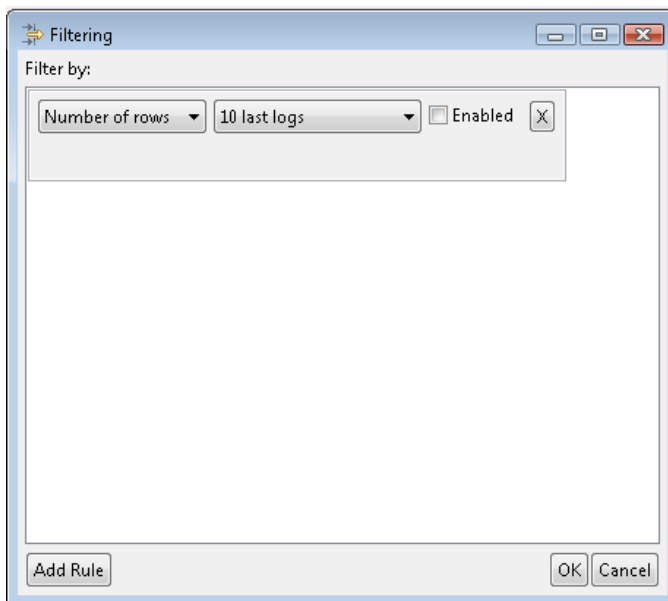 Filtering
Filter by:
Number of rows 10 last logs Enabled X
Add Rule OK Cancel